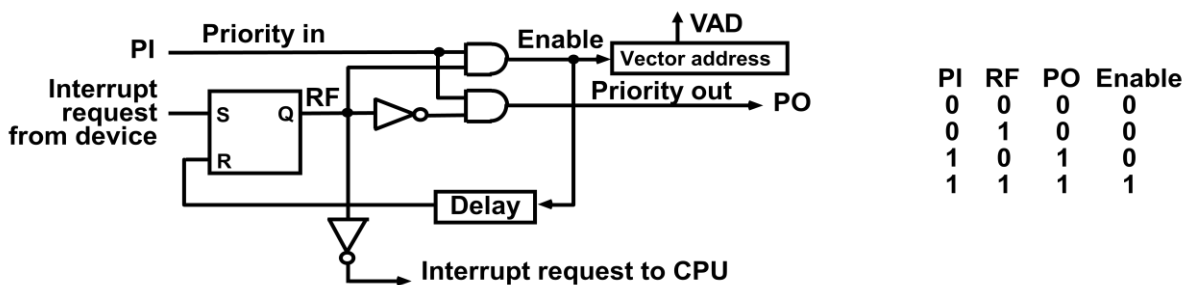 PI Priority in Enable VAD
Vector address
Interrupt
request
from device
S Q RF
R
Priority out PO
Delay
Interrupt request to CPU
PI RF PO Enable
0 0 0 0
0 1 0 0
1 0 1 0
1 1 1 1